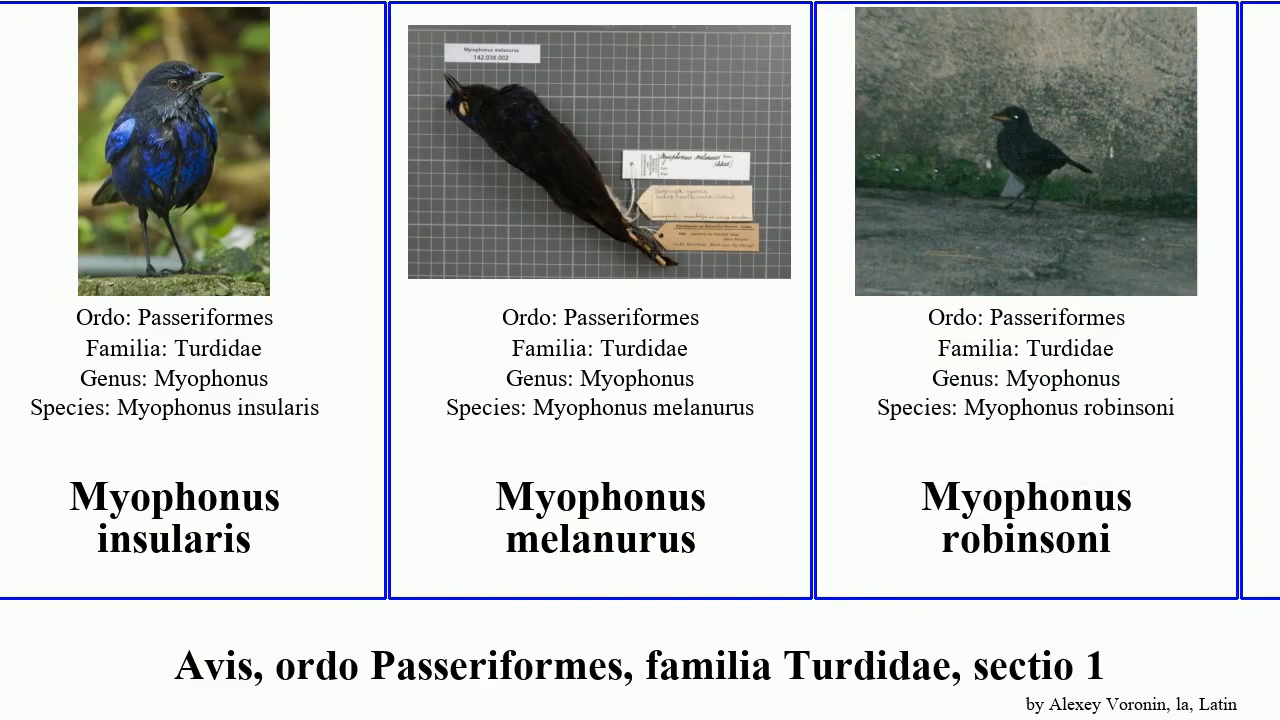 Myophonus melanurus
142.038.002
Ordo: Passeriformes
Familia: Turdidae
Genus: Myophonus
Species: Myophonus insularis
Myophonus
insularis
Ordo: Passeriformes
Familia: Turdidae
Genus: Myophonus
Species: Myophonus melanurus
Myophonus
melanurus
Ordo: Passeriformes
Familia: Turdidae
Genus: Myophonus
Species: Myophonus robinsoni
Myophonus
robinsoni
Avis, ordo Passeriformes, familia Turdidae, sectio 1
by Alexey Voronin, la, Latin